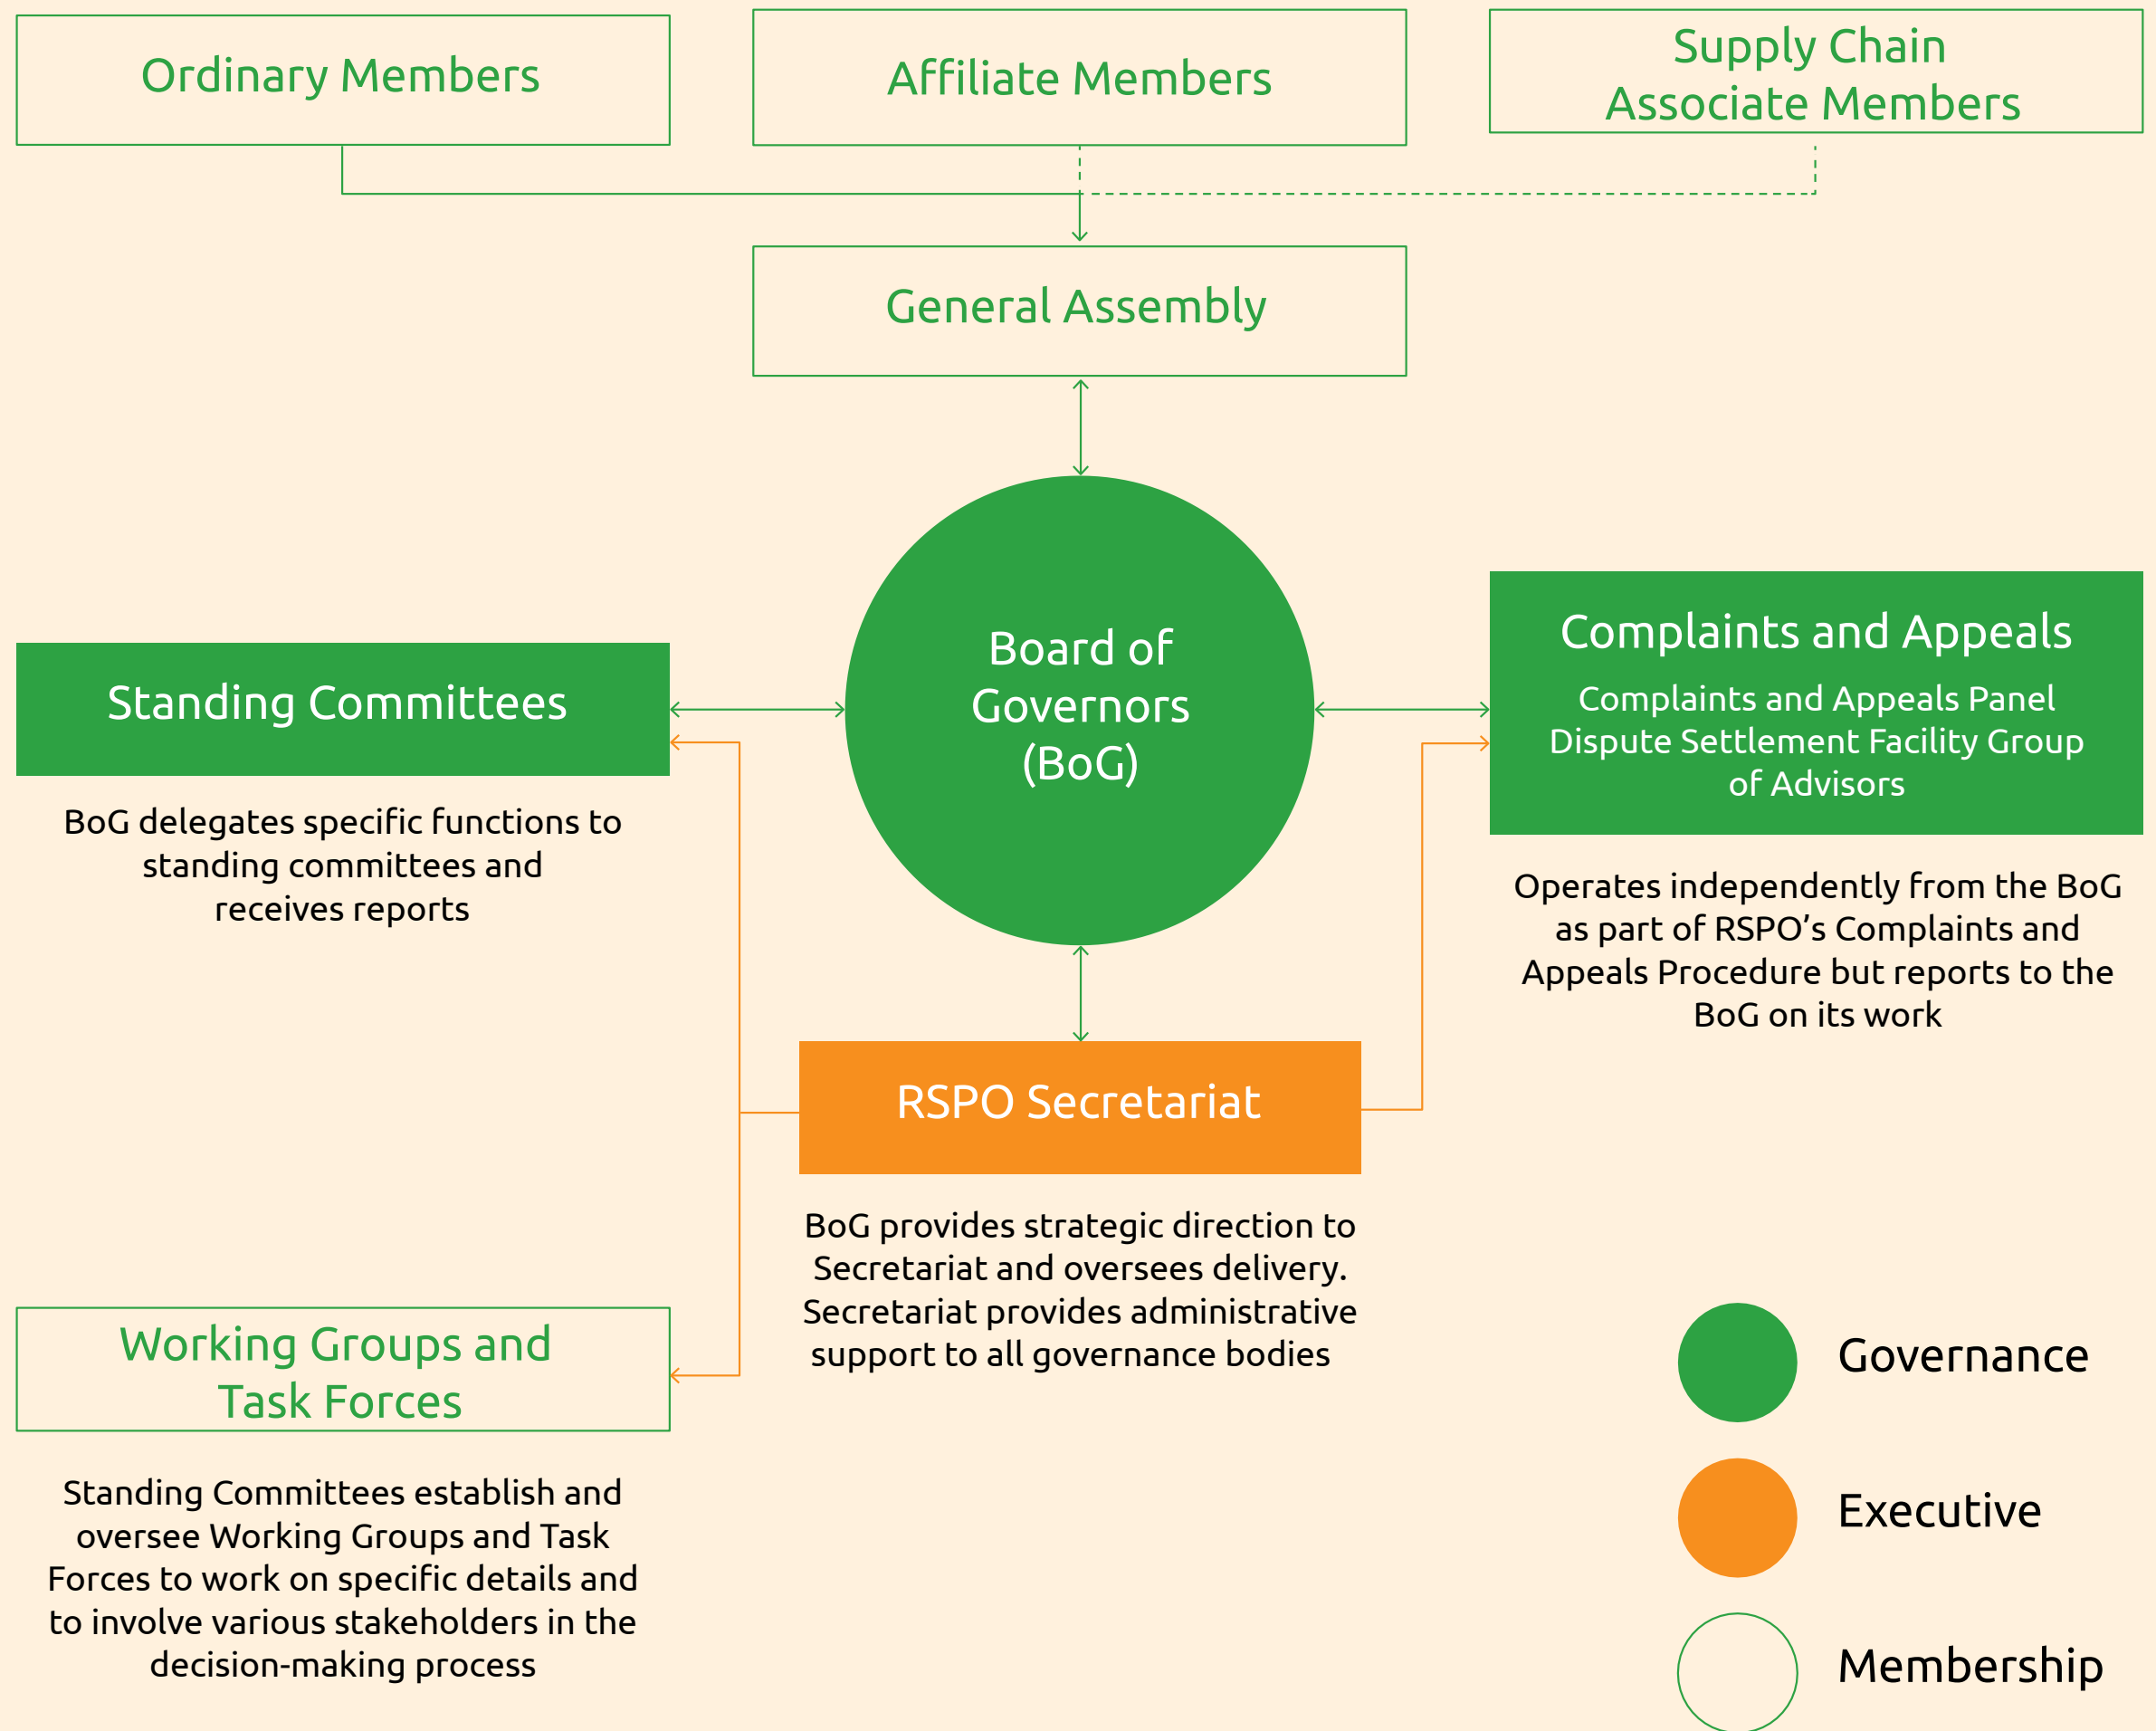 Ordinary Members
Affiliate Members
Supply Chain
Associate Members
General Assembly
Board of
Governors
(BoG)
Standing Committees
BoG delegates specific functions to
standing committees and
receives reports
Complaints and Appeals
Complaints and Appeals Panel
Dispute Settlement Facility Group
of Advisors
Operates independently from the BoG
as part of RSPO’s Complaints and
Appeals Procedure but reports to the
BoG on its work
RSPO Secretariat
BoG provides strategic direction to
Secretariat and oversees delivery.
Secretariat provides administrative
support to all governance bodies
Working Groups and
Task Forces
Standing Committees establish and
oversee Working Groups and Task
Forces to work on specific details and
to involve various stakeholders in the
decision-making process
Governance
Executive
Membership